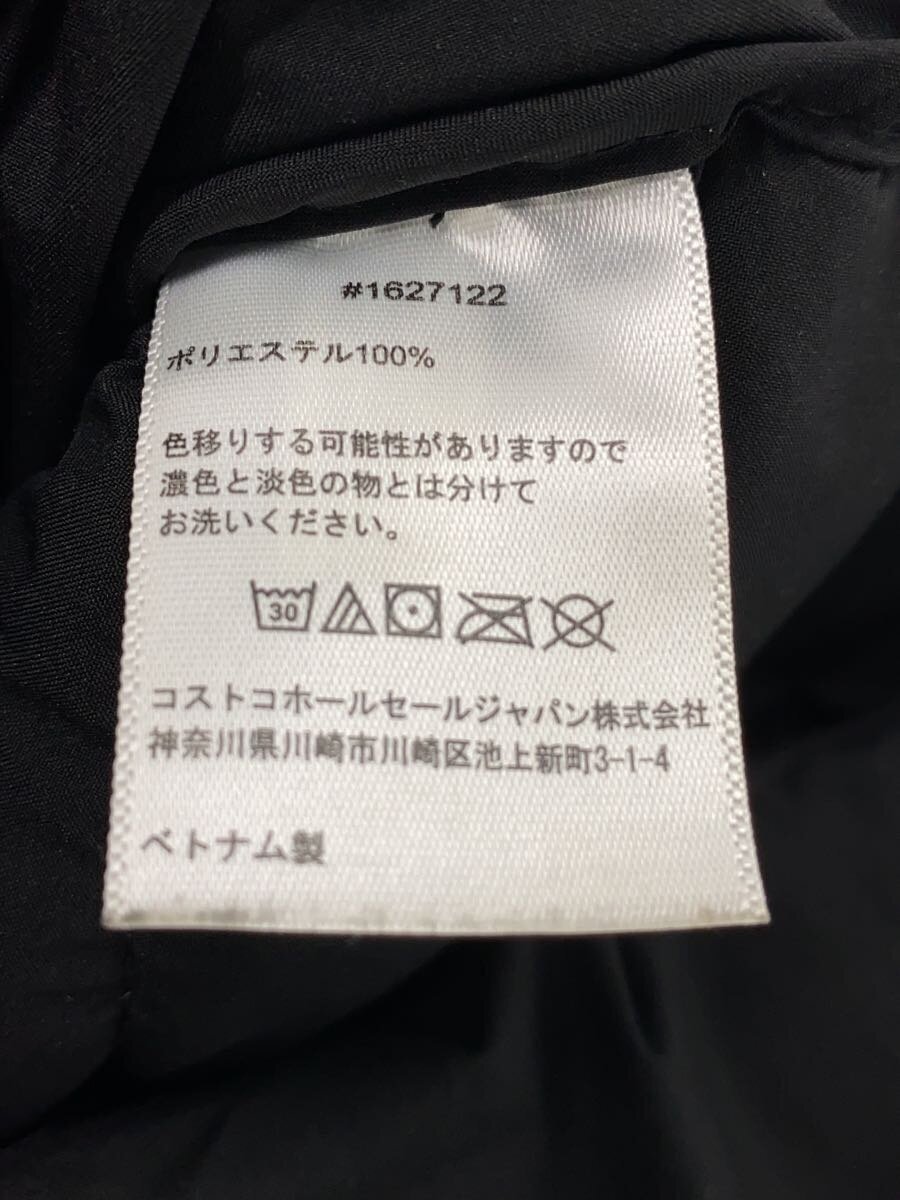 #1627122
ポリエステル100%
色移りする可能性がありますので
濃色と淡色の物とは分けて
お洗いください。
30
コストコホールセールジャパン株式会社
神奈川県川崎市川崎区池上新町3-1-4
ベトナム製